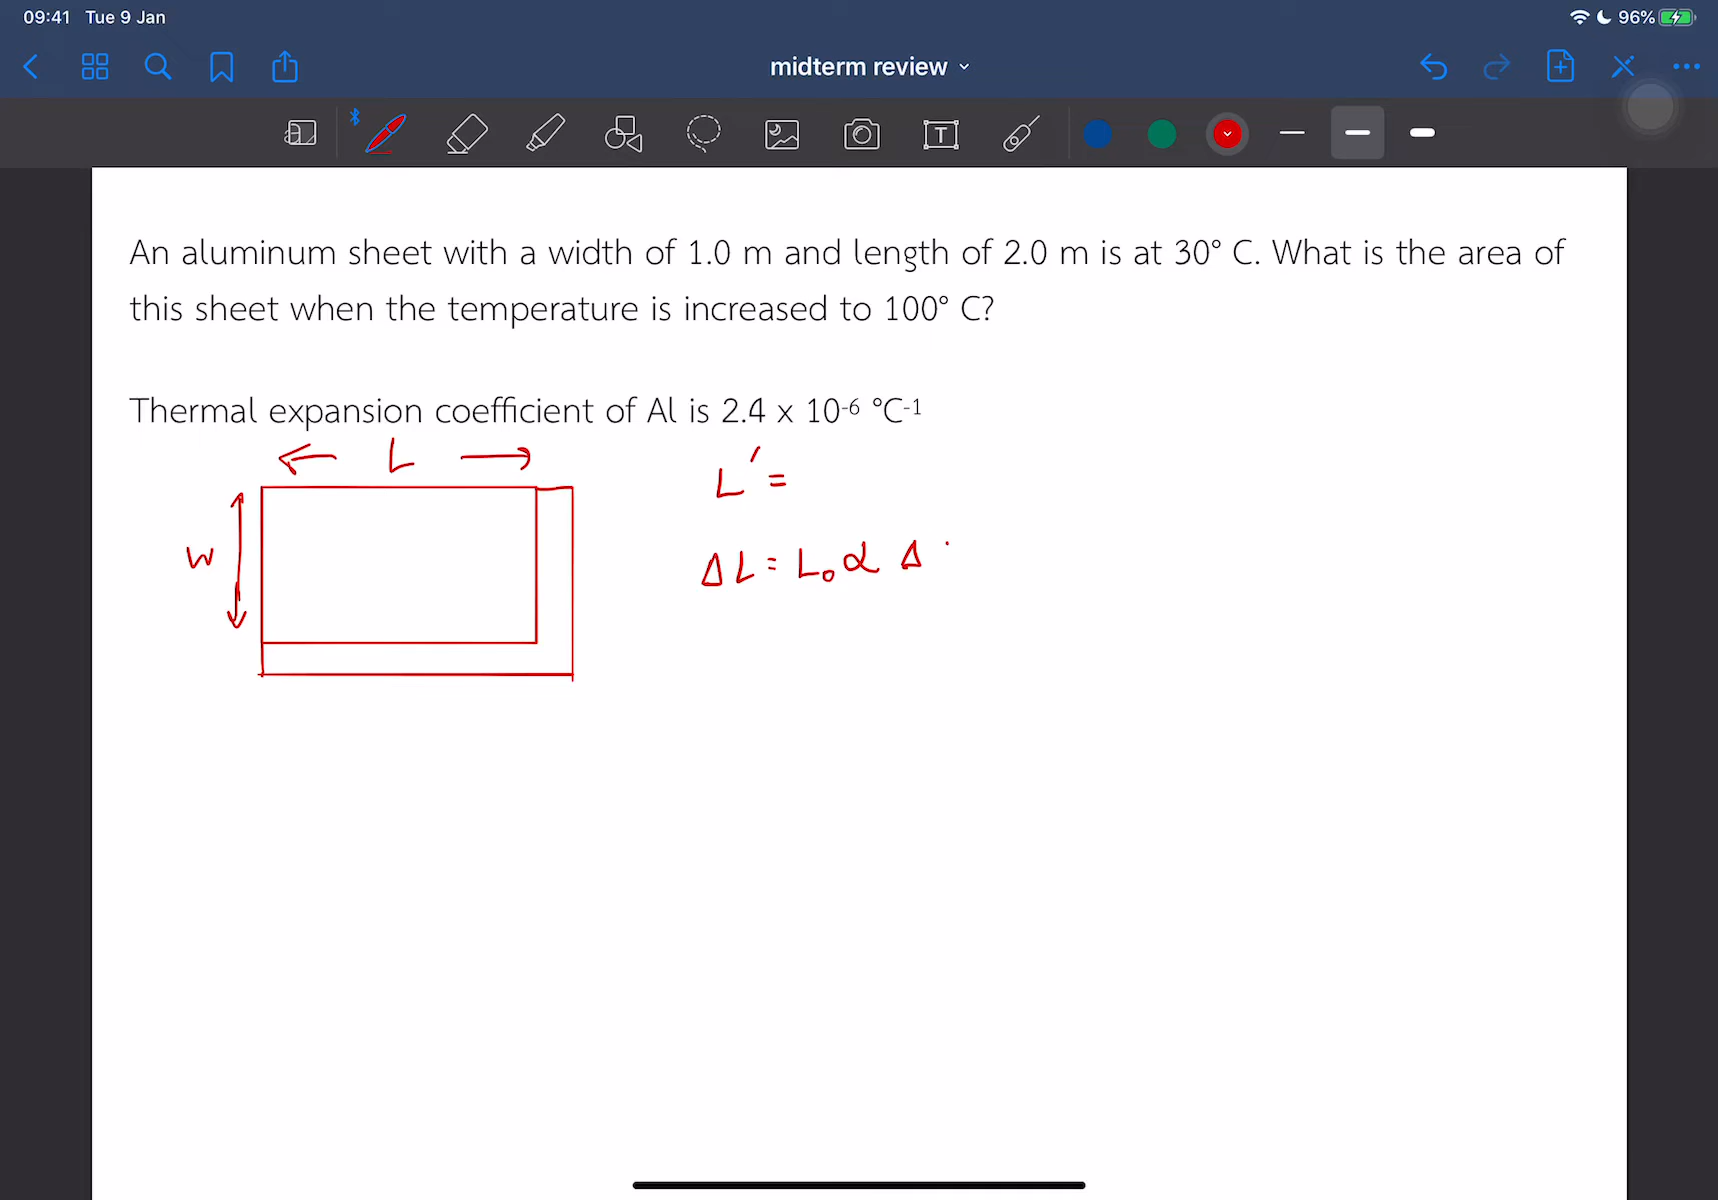 09:41 Tue 9 Jan 96%
midterm review
T
An aluminum sheet with a width of 1.0 m and length of 2.0 m is at 30° C. What is the area of
this sheet when the temperature is increased to 100° C?
Thermal expansion coefficient of Al is 2.4 x 10⁻⁶ °C⁻¹
L
W
L' =
ΔL = L₀ α Δ